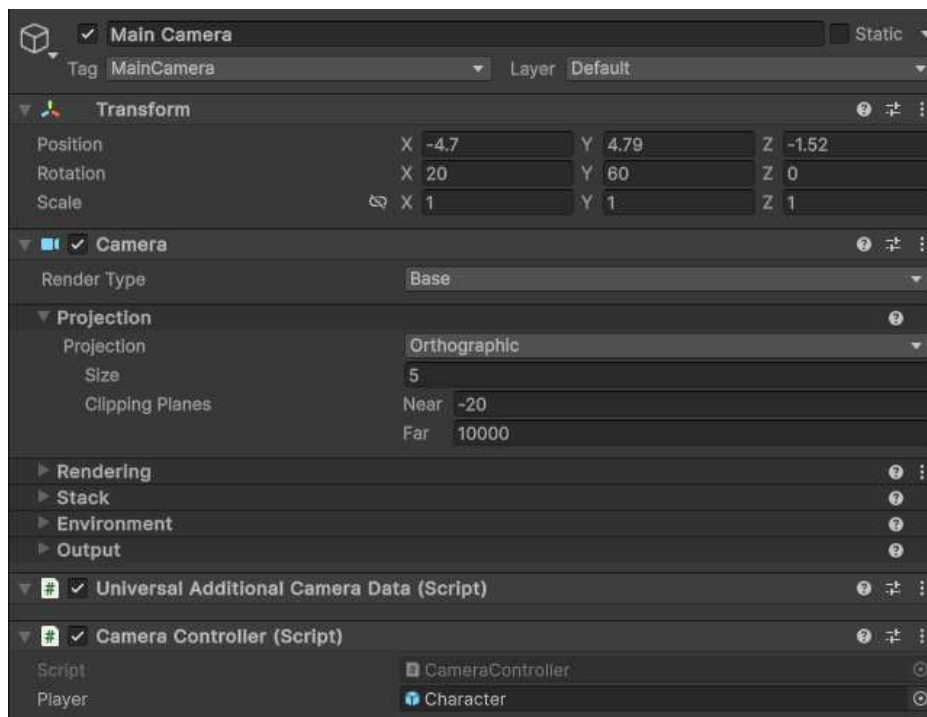 Main Camera Static
Tag MainCamera Layer Default
Transform
Position X -4.7 Y 4.79 Z -1.52
Rotation X 20 Y 60 Z 0
Scale X 1 Y 1 Z 1
Camera
Render Type Base
Projection
Projection Orthographic
Size 5
Clipping Planes Near -20
Far 10000
Rendering
Stack
Environment
Output
# Universal Additional Camera Data (Script)
# Camera Controller (Script)
Script CameraController
Player Character